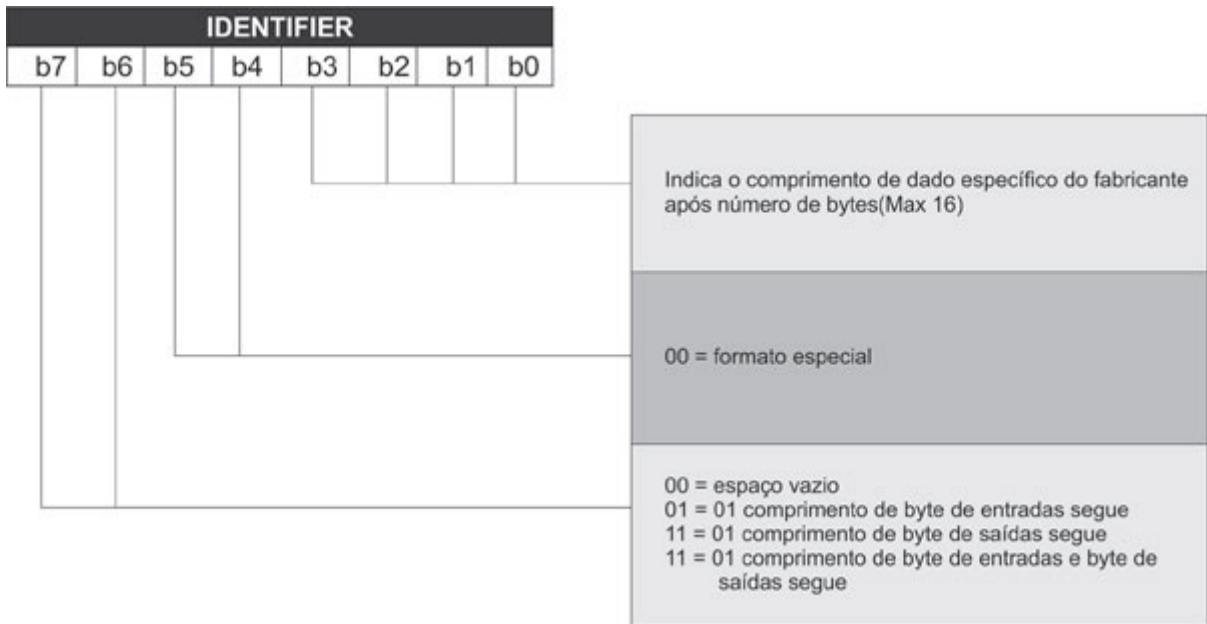 IDENTIFIER
b7 b6 b5 b4 b3 b2 b1 b0
Indica o comprimento de dado específico do fabricante
após número de bytes(Max 16)
00 = formato especial
00 = espaço vazio
01 = 01 comprimento de byte de entradas segue
11 = 01 comprimento de byte de saídas segue
11 = 01 comprimento de byte de entradas e byte de
saídas segue